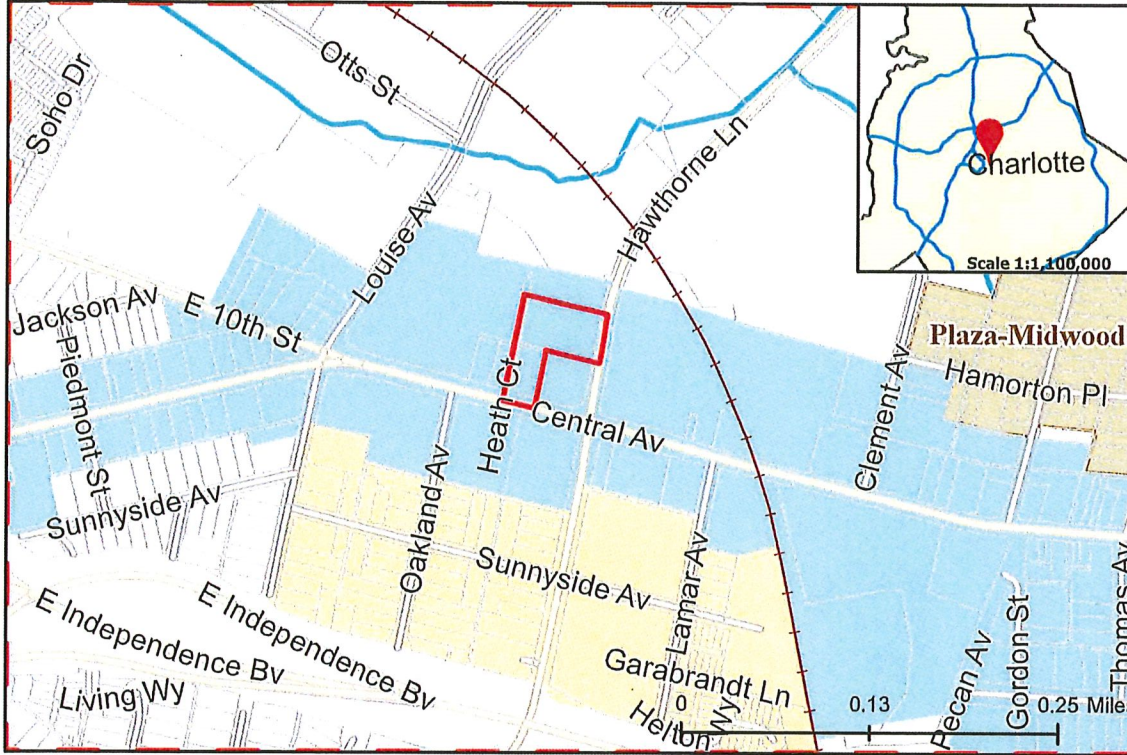 Soho Dr
Otts St
Hawthorne Ln
Charlotte
Scale 1:1,100,000
Louise Av
Jackson Av
E 10th St
Piedmont St
Plaza-Midwood
Hamorton Pl
Clement Av
Heath Ct
Central Av
Oakland Av
Sunnyside Av
Sunnyside Av
Lamar Av
E Independence Bv
E Independence Bv
Living Wy
Garabrandt Ln
Helton Wy
Pecan Av
Gordon St
Thomas Av
0
0.13
0.25 Mile